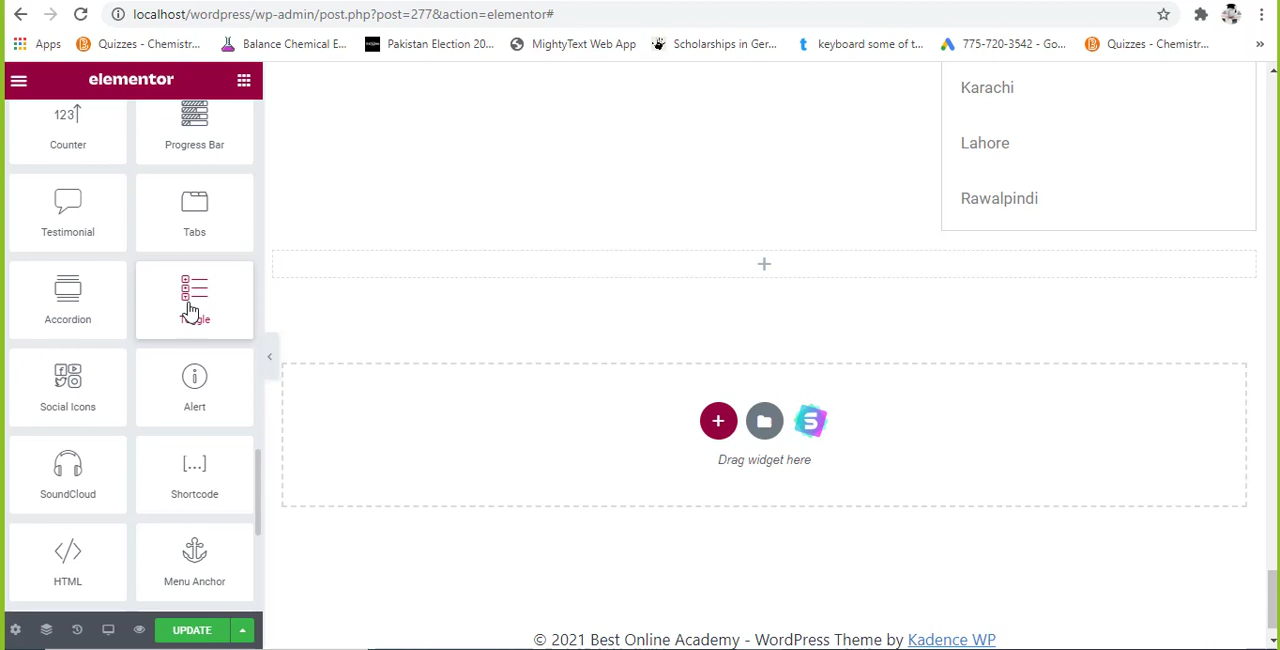 localhost/wordpress/wp-admin/post.php?post=277&action=elementor#
Apps Quizzes - Chemistr... Balance Chemical E... Pakistan Election 20... MightyText Web App Scholarships in Ger... keyboard some of t... 775-720-3542 - Go... Quizzes - Chemistr... »
elementor
Karachi
123
Counter Progress Bar
Lahore
Rawalpindi
Testimonial Tabs
Accordion Toggle
Social Icons Alert
Drag widget here
[...]
SoundCloud Shortcode
HTML Menu Anchor
UPDATE
© 2021 Best Online Academy - WordPress Theme by Kadence WP